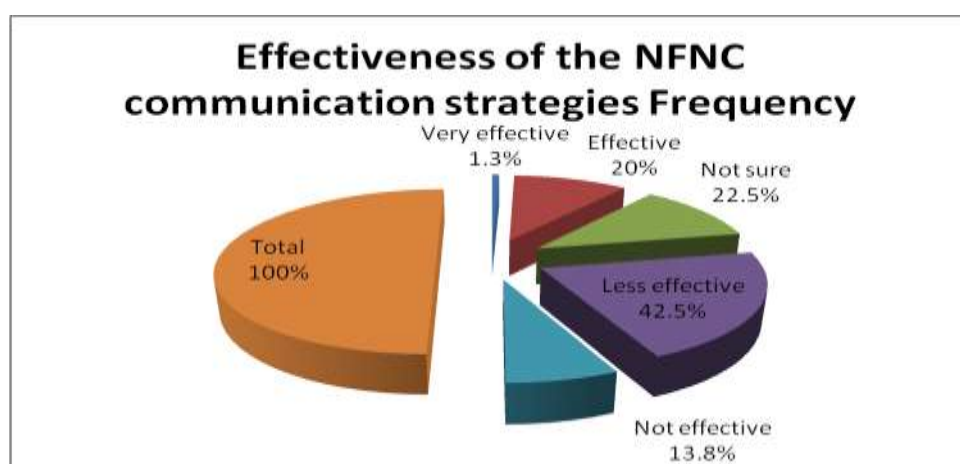 Effectiveness of the NFNC
communication strategies Frequency
Very effective
1.3%
Effective
20%
Not sure
22.5%
Less effective
42.5%
Not effective
13.8%
Total
100%